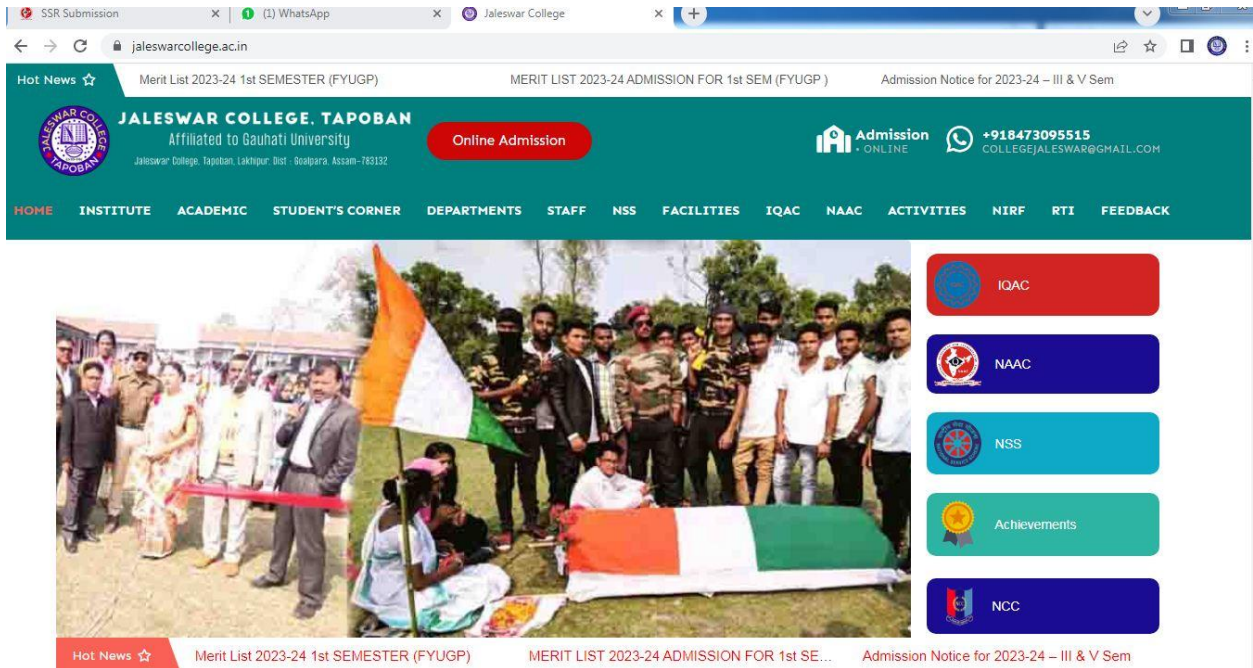 SSR Submission
(1) WhatsApp
Jaleswar College
jaleswarcollege.ac.in
Hot News
Merit List 2023-24 1st SEMESTER (FYUGP)
MERIT LIST 2023-24 ADMISSION FOR 1st SEM (FYUGP )
Admission Notice for 2023-24 – III & V Sem
JALESWAR COLLEGE
TAPOBAN
JALESWAR COLLEGE, TAPOBAN
Affiliated to Gauhati University
Jaleswar College, Tapoban, Lakhipur: Dist - Goalpara, Assam-783132
Online Admission
Admission
• ONLINE
+918473095515
COLLEGEJALESWAR@GMAIL.COM
HOME INSTITUTE ACADEMIC STUDENT'S CORNER DEPARTMENTS STAFF NSS FACILITIES IQAC NAAC ACTIVITIES NIRF RTI FEEDBACK
IQAC
NAAC
NSS
Achievements
NCC
Hot News
Merit List 2023-24 1st SEMESTER (FYUGP)
MERIT LIST 2023-24 ADMISSION FOR 1st SE...
Admission Notice for 2023-24 – III & V Sem